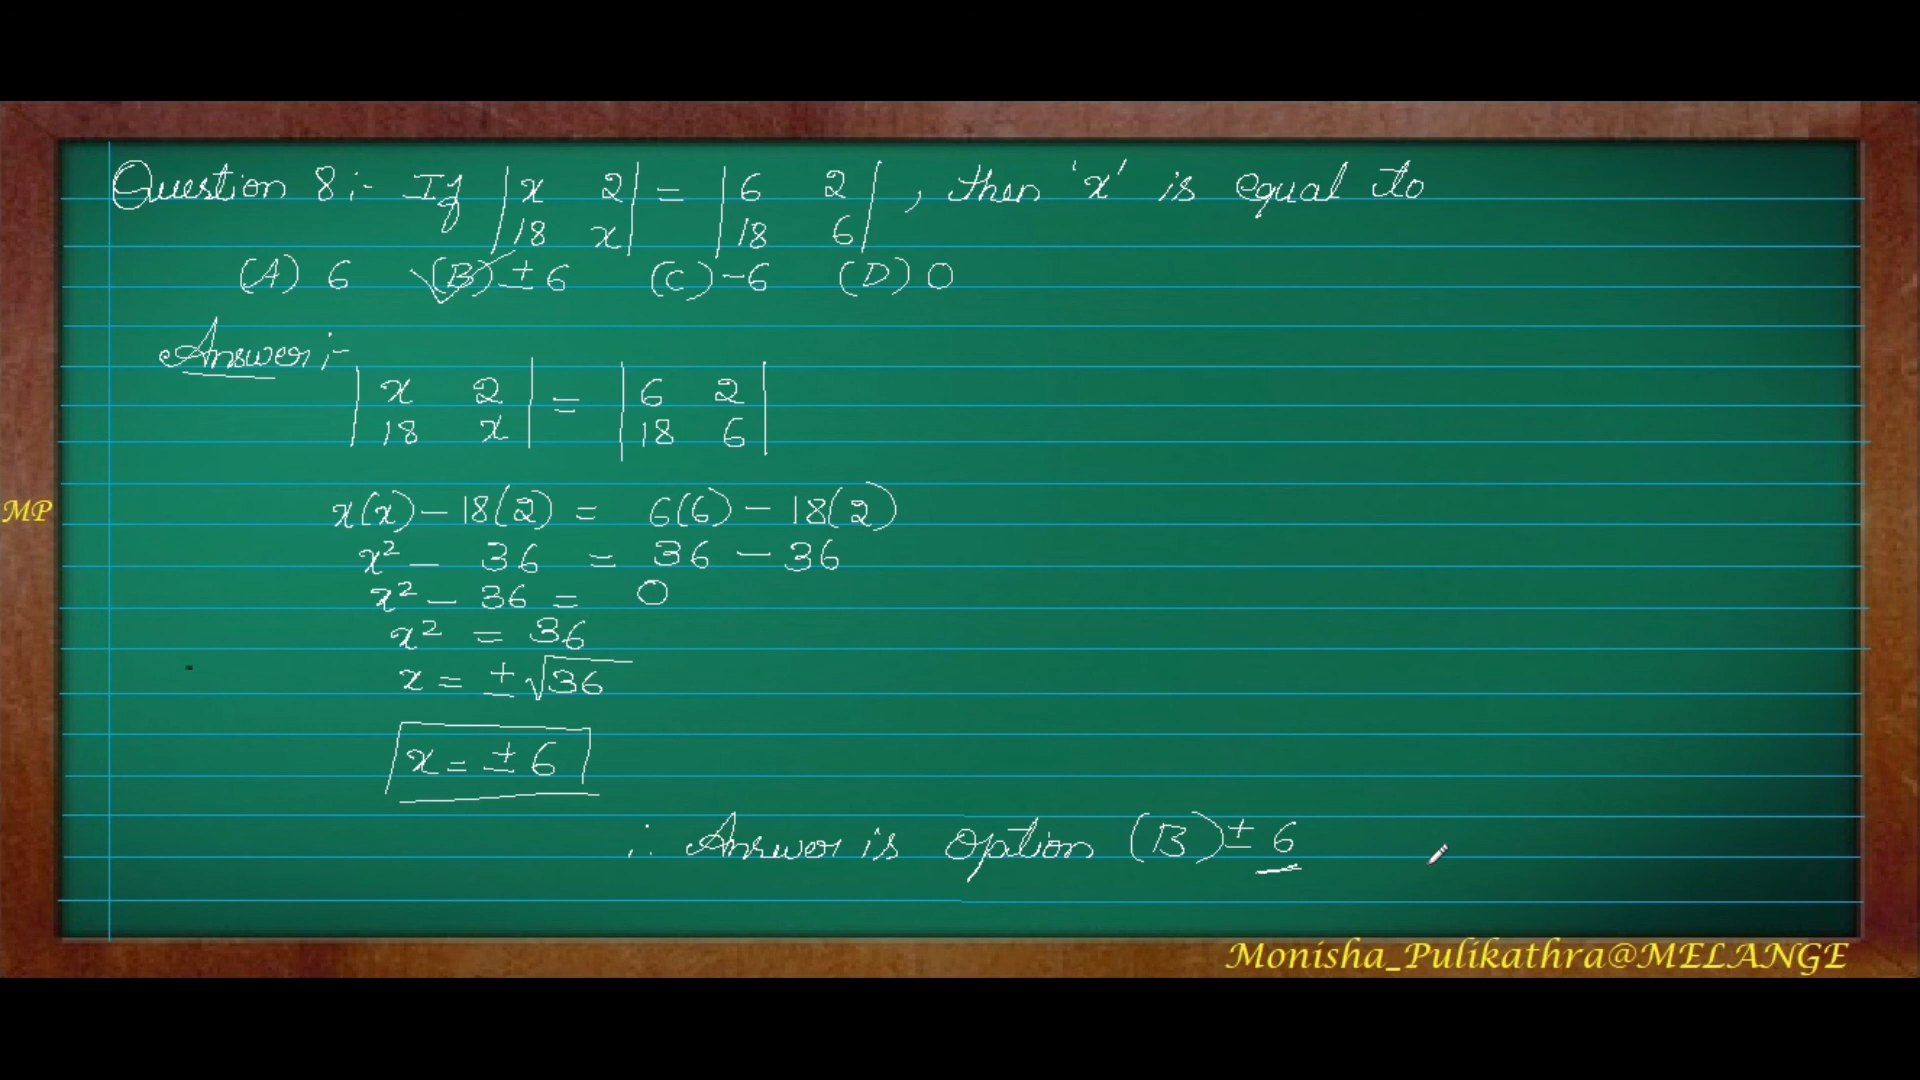 Question 8:- If |x 2| = |6 2| , then 'x' is equal to
|18 x| |18 6|
(A) 6 (B) ±6 (C) -6 (D) 0
Answer:-
|x 2| = |6 2|
|18 x| |18 6|
x(x) - 18(2) = 6(6) - 18(2)
MP
x² - 36 = 36 - 36
x² - 36 = 0
x² = 36
x = ±√36
x = ± 6
∴ Answer is option (B) ± 6
Monisha_Pulikathra@MELANGE